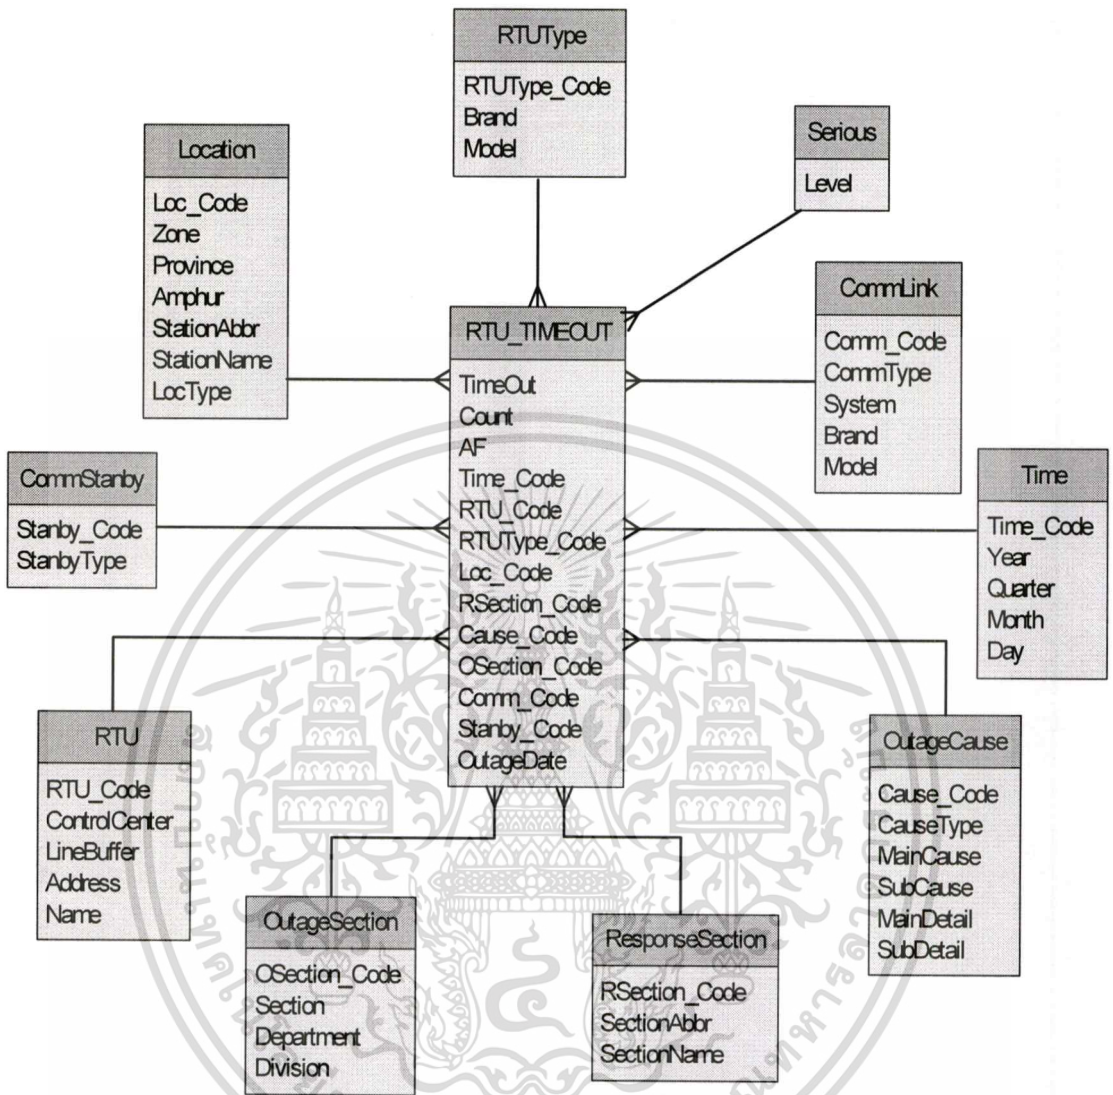 RTUType
RTUType_Code
Brand
Model
Serious
Level
Location
Loc_Code
Zone
Province
Amphur
StationAbbr
StationName
LocType
RTU_TIMEOUT
TimeOut
Count
AF
Time_Code
RTU_Code
RTUType_Code
Loc_Code
RSection_Code
Cause_Code
OSection_Code
Comm_Code
Stanby_Code
OutageDate
CommLink
Comm_Code
CommType
System
Brand
Model
CommStanby
Stanby_Code
StanbyType
Time
Time_Code
Year
Quarter
Month
Day
RTU
RTU_Code
ControlCenter
LineBuffer
Address
Name
OutageCause
Cause_Code
CauseType
MainCause
SubCause
MainDetail
SubDetail
OutageSection
OSection_Code
Section
Department
Division
ResponseSection
RSection_Code
SectionAbbr
SectionName